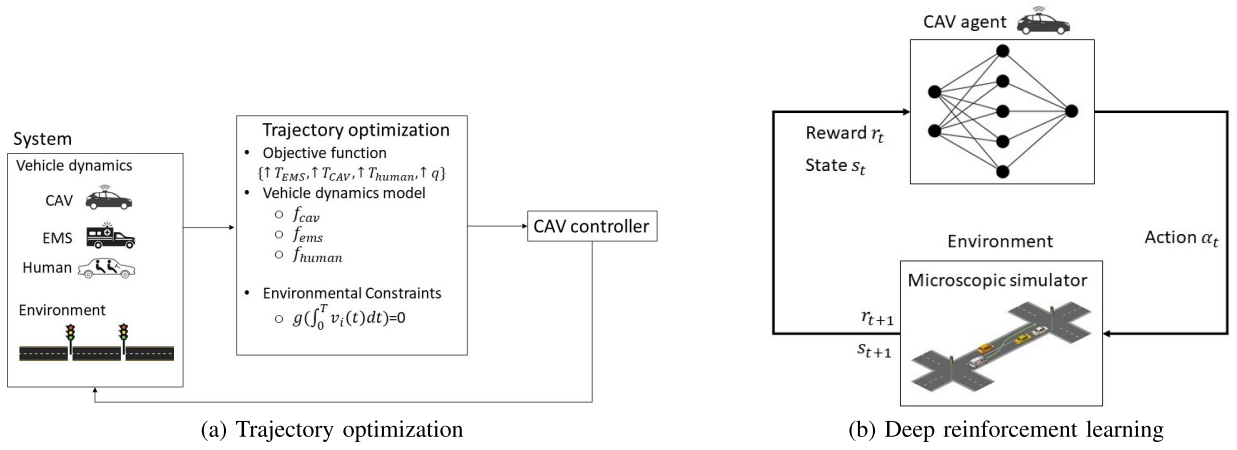 System
Vehicle dynamics
CAV
EMS
Human
Environment
Trajectory optimization
• Objective function
{↑ T_EMS, ↑ T_CAV, ↑ T_human, ↑ q}
• Vehicle dynamics model
○ f_cav
○ f_ems
○ f_human
• Environmental Constraints
○ g(∫_0^T v_i(t)dt)=0
CAV controller
(a) Trajectory optimization
CAV agent
Reward r_t
State s_t
Action α_t
Environment
Microscopic simulator
r_{t+1}
s_{t+1}
(b) Deep reinforcement learning